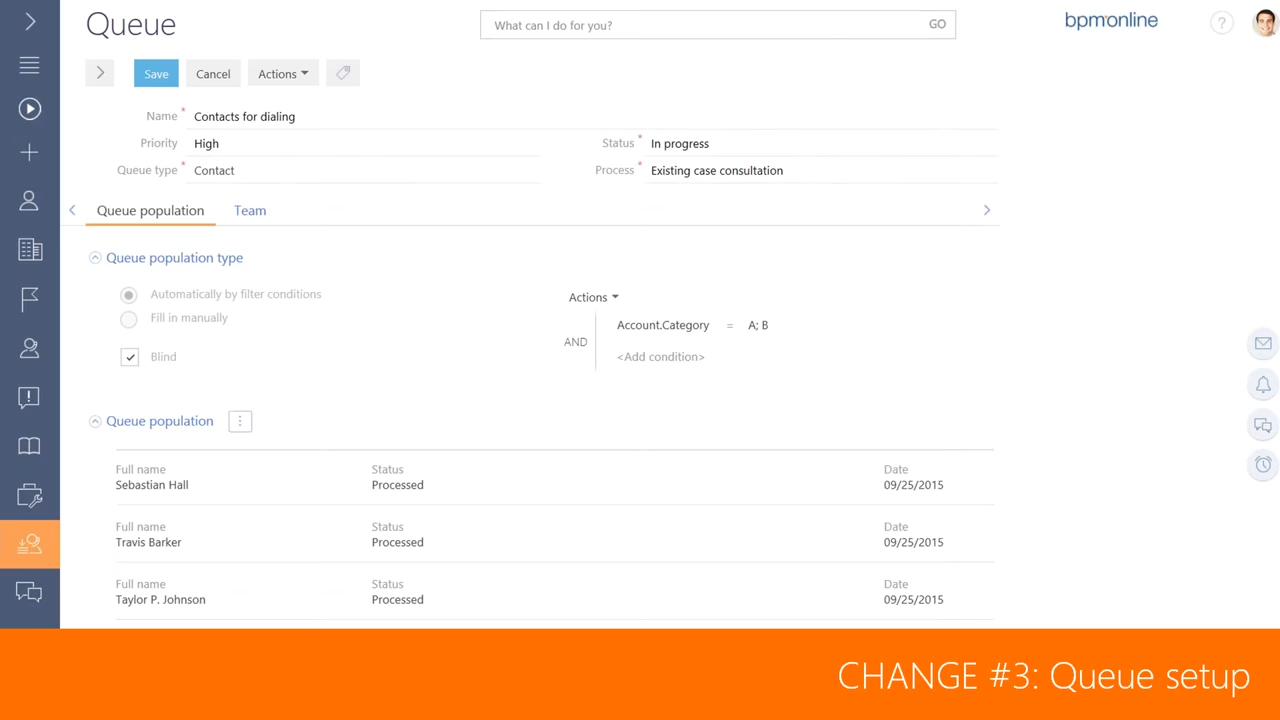 Queue
What can I do for you?
GO
bpm'online
?
Save
Cancel
Actions
Name * Contacts for dialing
Priority High
Status * In progress
Queue type * Contact
Process * Existing case consultation
Queue population
Team
Queue population type
Automatically by filter conditions
Fill in manually
Blind
Actions
AND
Account.Category = A; B
<Add condition>
Queue population
Full name Status Date
Sebastian Hall Processed 09/25/2015
Full name Status Date
Travis Barker Processed 09/25/2015
Full name Status Date
Taylor P. Johnson Processed 09/25/2015
CHANGE #3: Queue setup